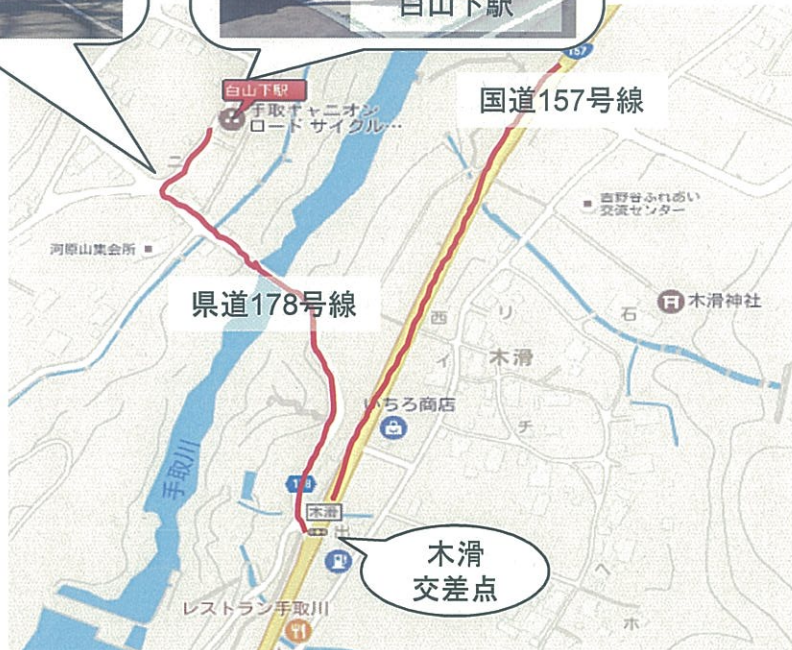 白山下駅
157
白山下駅
手取キャニオン
ロード サイクル…
国道157号線
ニ
吉野谷ふれあい
交流センター
河原山集会所
県道178号線
木滑神社
石
リ
西
木滑
イ
いちろ商店
チ
手取川
178
木滑
出
木滑
交差点
ヘ
レストラン手取川
ホ